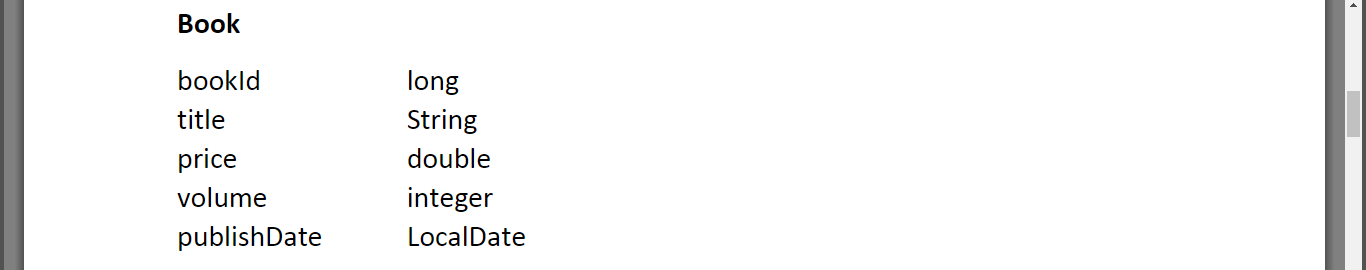 Book
bookId long
title String
price double
volume integer
publishDate LocalDate